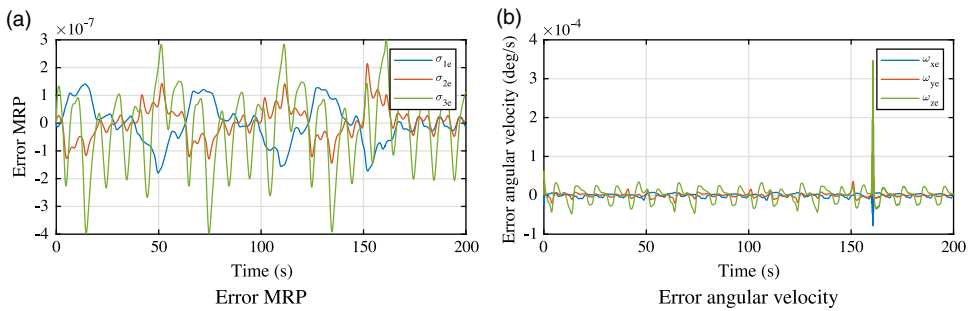 (a)
×10⁻⁷
3
2
1
0
-1
-2
-3
-4
Error MRP
0
50
100
150
200
Time (s)
σ1e
σ2e
σ3e
Error MRP
(b)
×10⁻⁴
4
3
2
1
0
-1
Error angular velocity (deg/s)
0
50
100
150
200
Time (s)
ωxe
ωye
ωze
Error angular velocity